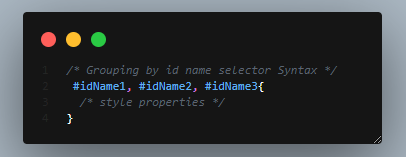 1 /* Grouping by id name selector Syntax */
2 #idName1, #idName2, #idName3{
3 /* style properties */
4 }